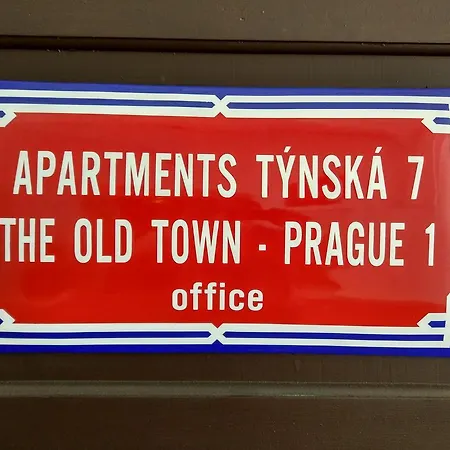 APARTMENTS TÝNSKÁ 7
THE OLD TOWN - PRAGUE 1
office